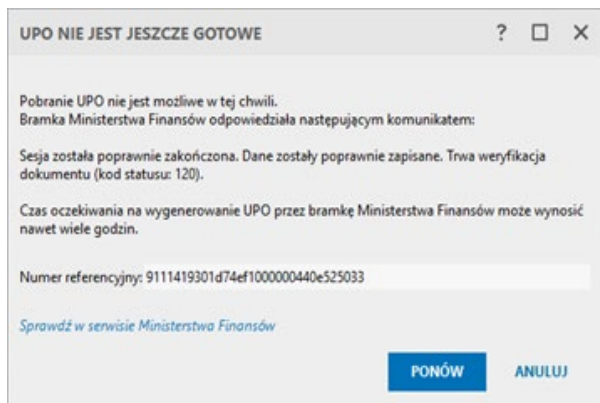 UPO NIE JEST JESZCZE GOTOWE
Pobranie UPO nie jest możliwe w tej chwili.
Bramka Ministerstwa Finansów odpowiedziała następującym komunikatem:
Sesja została poprawnie zakończona. Dane zostały poprawnie zapisane. Trwa weryfikacja
dokumentu (kod statusu: 120).
Czas oczekiwania na wygenerowanie UPO przez bramkę Ministerstwa Finansów może wynosić
nawet wiele godzin.
Numer referencyjny: 9111419301d74ef1000000440e525033
Sprawdź w serwisie Ministerstwa Finansów
PONÓW ANULUJ